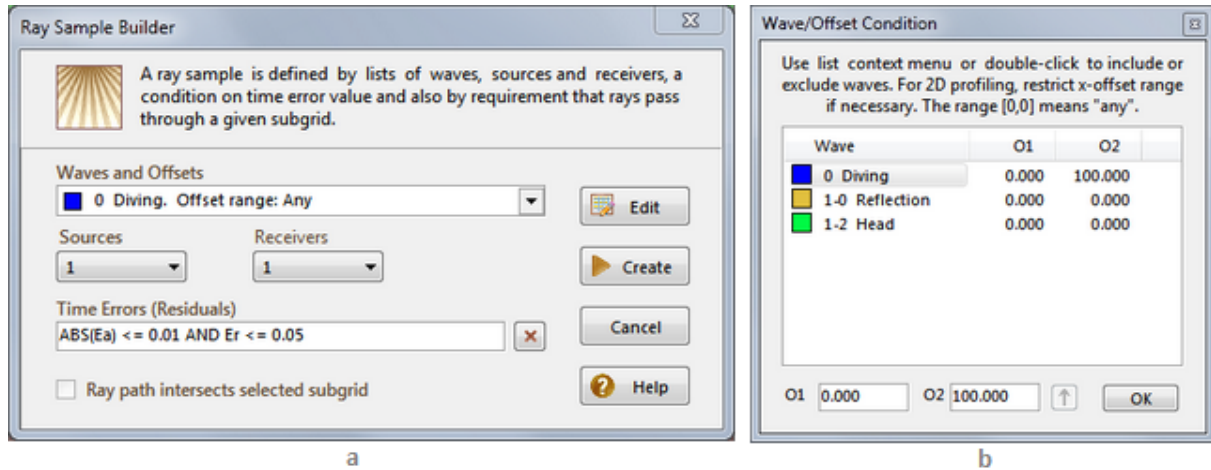 Ray Sample Builder
A ray sample is defined by lists of waves, sources and receivers, a
condition on time error value and also by requirement that rays pass
through a given subgrid.
Waves and Offsets
0 Diving. Offset range: Any
Edit
Sources
Receivers
1
1
Create
Time Errors (Residuals)
ABS(Ea) <= 0.01 AND Er <= 0.05
Cancel
Ray path intersects selected subgrid
Help
a
Wave/Offset Condition
Use list context menu or double-click to include or
exclude waves. For 2D profiling, restrict x-offset range
if necessary. The range [0,0] means "any".
Wave O1 O2
0 Diving 0.000 100.000
1-0 Reflection 0.000 0.000
1-2 Head 0.000 0.000
O1 0.000 O2 100.000 OK
b